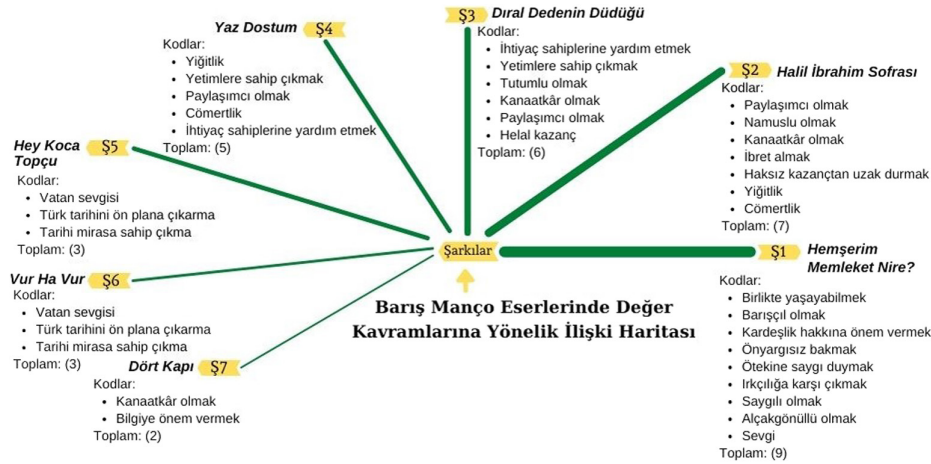 Ş3 Dıral Dedenin Düdüğü
Kodlar:
• İhtiyaç sahiplerine yardım etmek
• Yetimlere sahip çıkmak
• Tutumlu olmak
• Kanaatkâr olmak
• Paylaşımcı olmak
• Helal kazanç
Toplam: (6)
Yaz Dostum Ş4
Kodlar:
• Yiğitlik
• Yetimlere sahip çıkmak
• Paylaşımcı olmak
• Cömertlik
• İhtiyaç sahiplerine yardım etmek
Toplam: (5)
Ş2 Halil İbrahim Sofrası
Kodlar:
• Paylaşımcı olmak
• Namuslu olmak
• Kanaatkâr olmak
• İbret almak
• Haksız kazançtan uzak durmak
• Yiğitlik
• Cömertlik
Toplam: (7)
Hey Koca Ş5
Topçu
Kodlar:
• Vatan sevgisi
• Türk tarihini ön plana çıkarma
• Tarihi mirasa sahip çıkma
Toplam: (3)
Şarkılar
Ş1 Hemşerim
Memleket Nire?
Kodlar:
• Birlikte yaşayabilmek
• Barışçıl olmak
• Kardeşlik hakkına önem vermek
• Önyargısız bakmak
• Ötekine saygı duymak
• Irkçılığa karşı çıkmak
• Saygılı olmak
• Alçakgönüllü olmak
• Sevgi
Toplam: (9)
Vur Ha Vur Ş6
Kodlar:
• Vatan sevgisi
• Türk tarihini ön plana çıkarma
• Tarihi mirasa sahip çıkma
Toplam: (3)
Barış Manço Eserlerinde Değer
Kavramlarına Yönelik İlişki Haritası
Dört Kapı Ş7
Kodlar:
• Kanaatkâr olmak
• Bilgiye önem vermek
Toplam: (2)